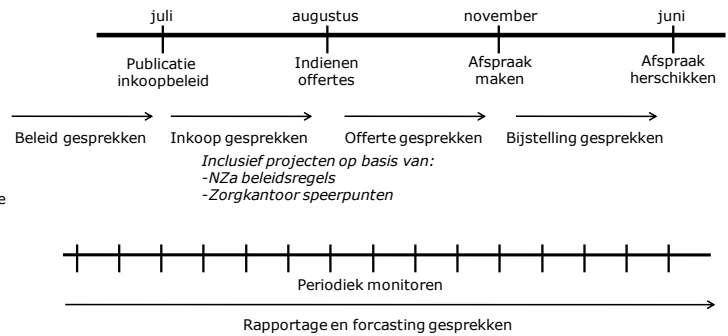 juli augustus november juni
Publicatie Indienen Afspraak Afspraak
inkoopbeleid offertes maken herschikken
Beleid gesprekken Inkoop gesprekken Offerte gesprekken Bijstelling gesprekken
Inclusief projecten op basis van:
-NZa beleidsregels
-Zorgkantoor speerpunten
e
Periodiek monitoren
Rapportage en forcasting gesprekken